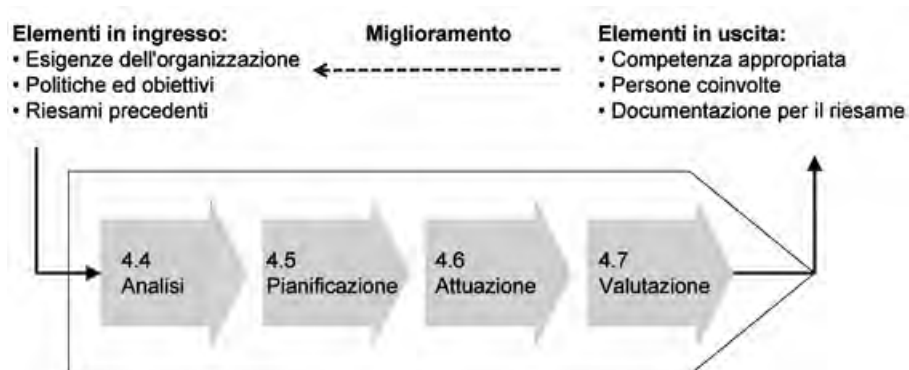 Elementi in ingresso:
• Esigenze dell'organizzazione
• Politiche ed obiettivi
• Riesami precedenti
Miglioramento
Elementi in uscita:
• Competenza appropriata
• Persone coinvolte
• Documentazione per il riesame
4.4
Analisi
4.5
Pianificazione
4.6
Attuazione
4.7
Valutazione